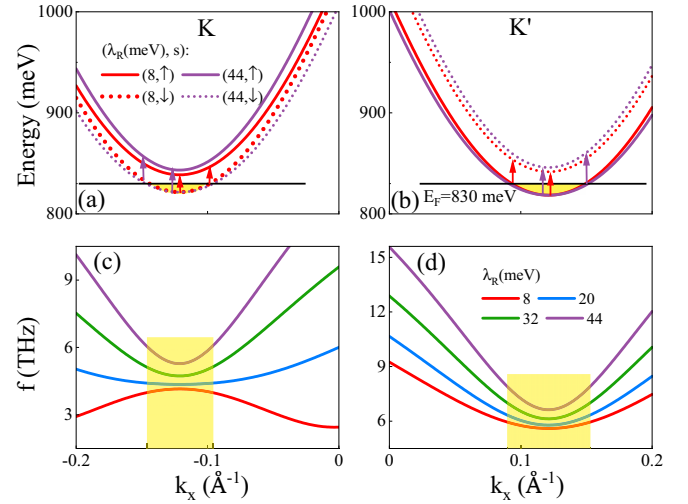 K
K'
(λ_R(meV), s):
(8,↑) (44,↑)
(8,↓) (44,↓)
Energy (meV)
1000
900
800
(a)
1000
900
800
(b)
E_F=830 meV
(c)
f (THz)
9
6
3
-0.2 -0.1 0
k_x (Å⁻¹)
(d)
λ_R(meV)
8 20
32 44
15
12
9
6
0 0.1 0.2
k_x (Å⁻¹)